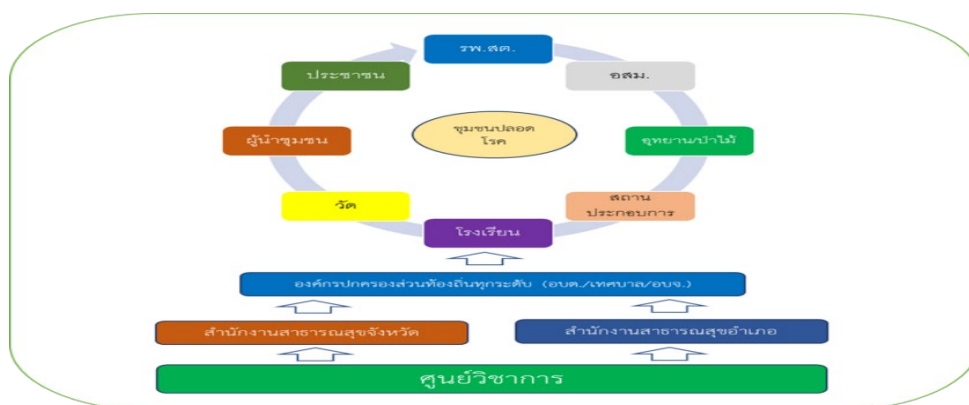 รพ.สต.
ประชาชน
อสม.
ชุมชนปลอด
โรค
ผู้นำชุมชน
อุทยาน/ป่าไม้
วัด
สถาน
ประกอบการ
โรงเรียน
องค์กรปกครองส่วนท้องถิ่นทุกระดับ (อบต./เทศบาล/อบจ.)
สำนักงานสาธารณสุขจังหวัด
สำนักงานสาธารณสุขอำเภอ
ศูนย์วิชาการ